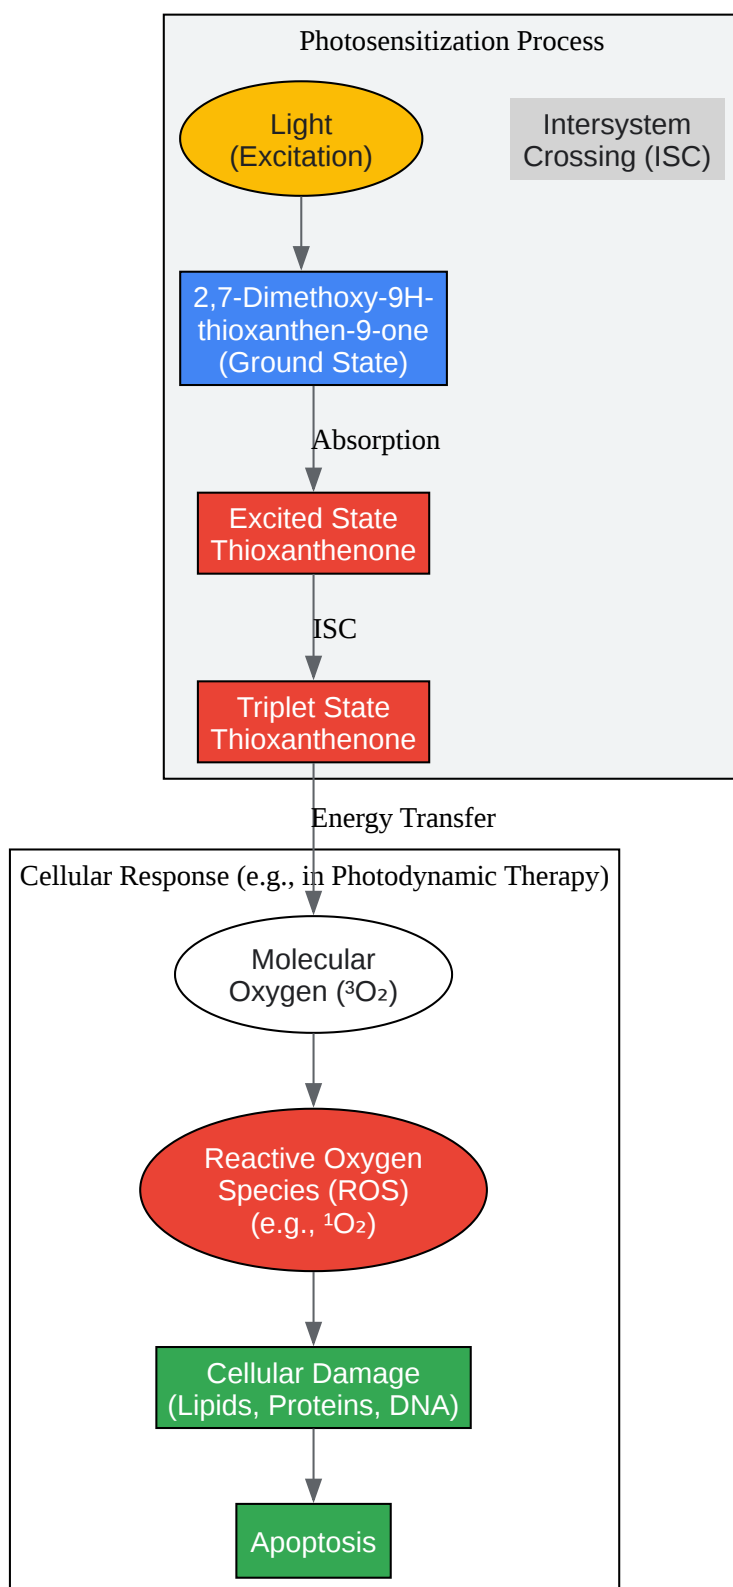 Photosensitization Process
Light
(Excitation)
Intersystem
Crossing (ISC)
2,7-Dimethoxy-9H-
thioxanthen-9-one
(Ground State)
Absorption
Excited State
Thioxanthenone
ISC
Triplet State
Thioxanthenone
Energy Transfer
Cellular Response (e.g., in Photodynamic Therapy)
Molecular
Oxygen (³O₂)
Reactive Oxygen
Species (ROS)
(e.g., ¹O₂)
Cellular Damage
(Lipids, Proteins, DNA)
Apoptosis